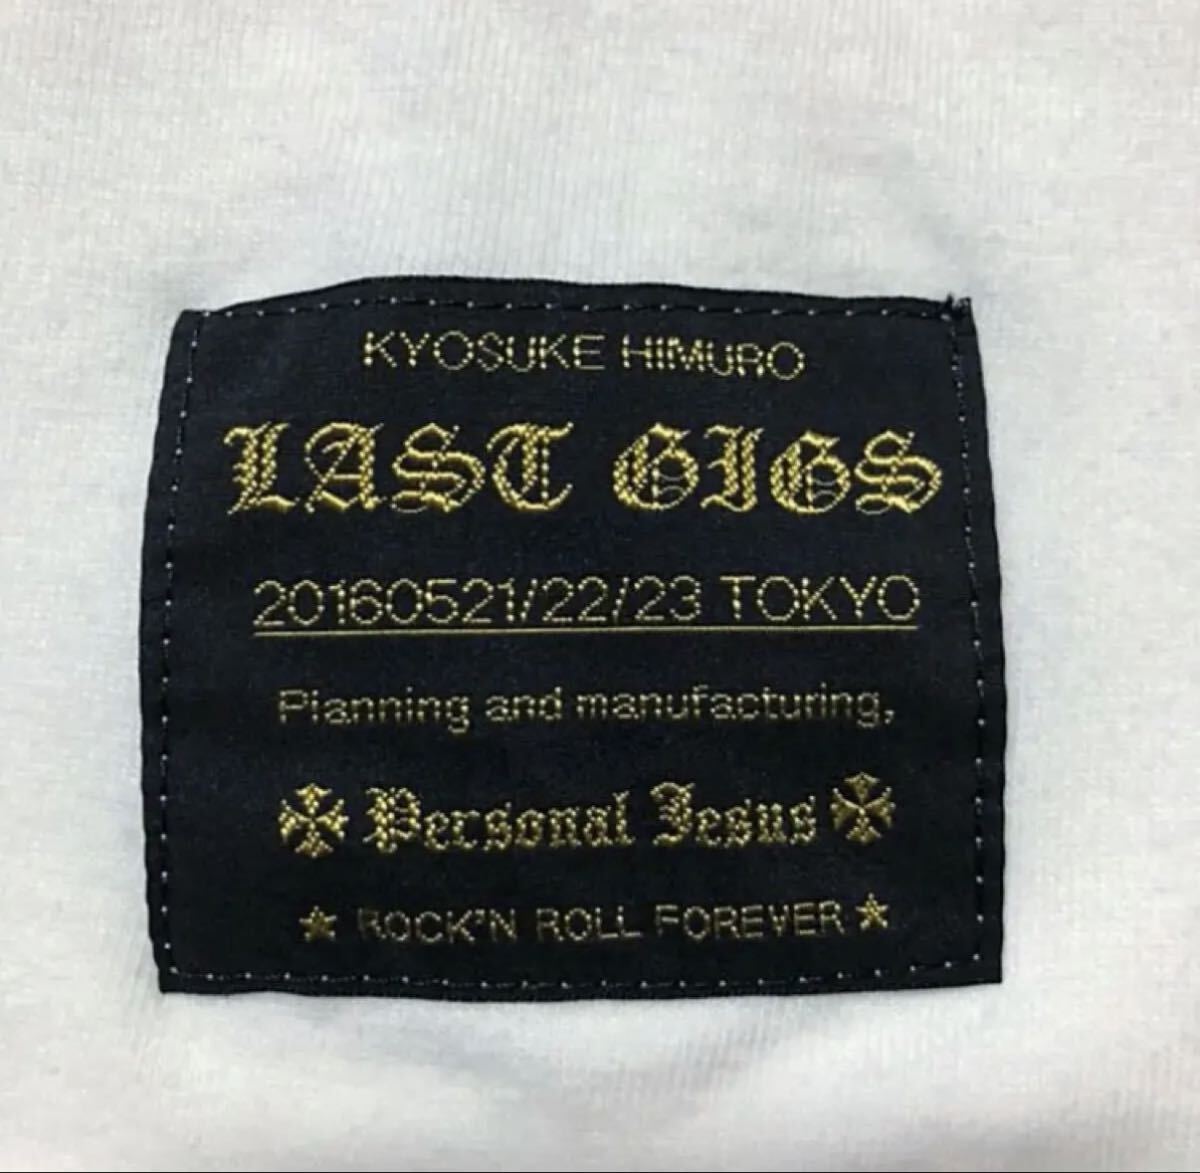 KYOSUKE HIMURO
LAST GIGS
20160521/22/23 TOKYO
Planning and manufacturing,
Personal Jesus
★ ROCK'N ROLL FOREVER ★